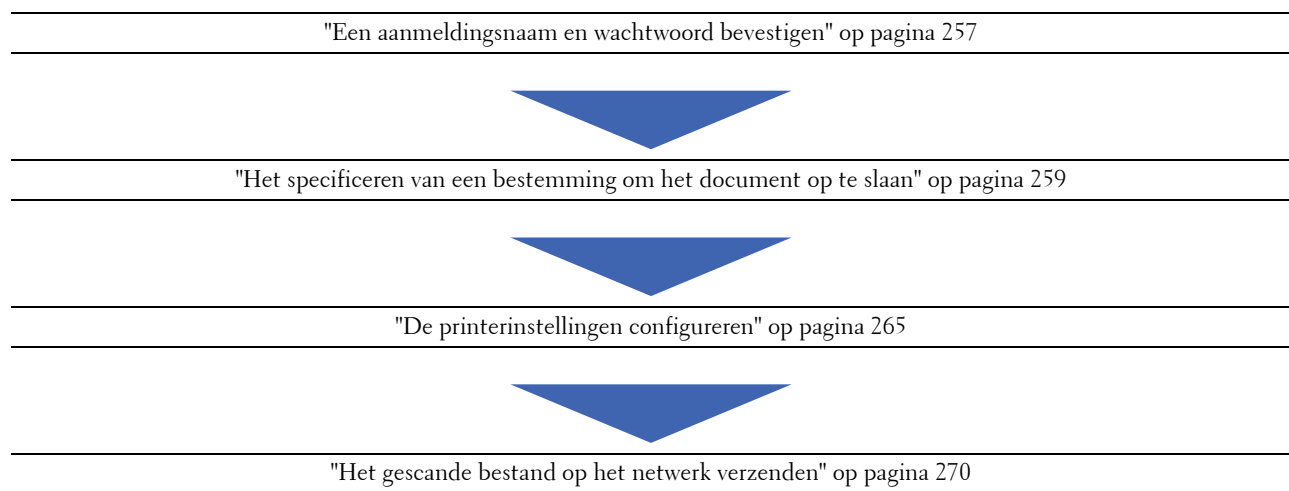 "Een aanmeldingsnaam en wachtwoord bevestigen" op pagina 257
"Het specificeren van een bestemming om het document op te slaan" op pagina 259
"De printerinstellingen configureren" op pagina 265
"Het gescande bestand op het netwerk verzenden" op pagina 270